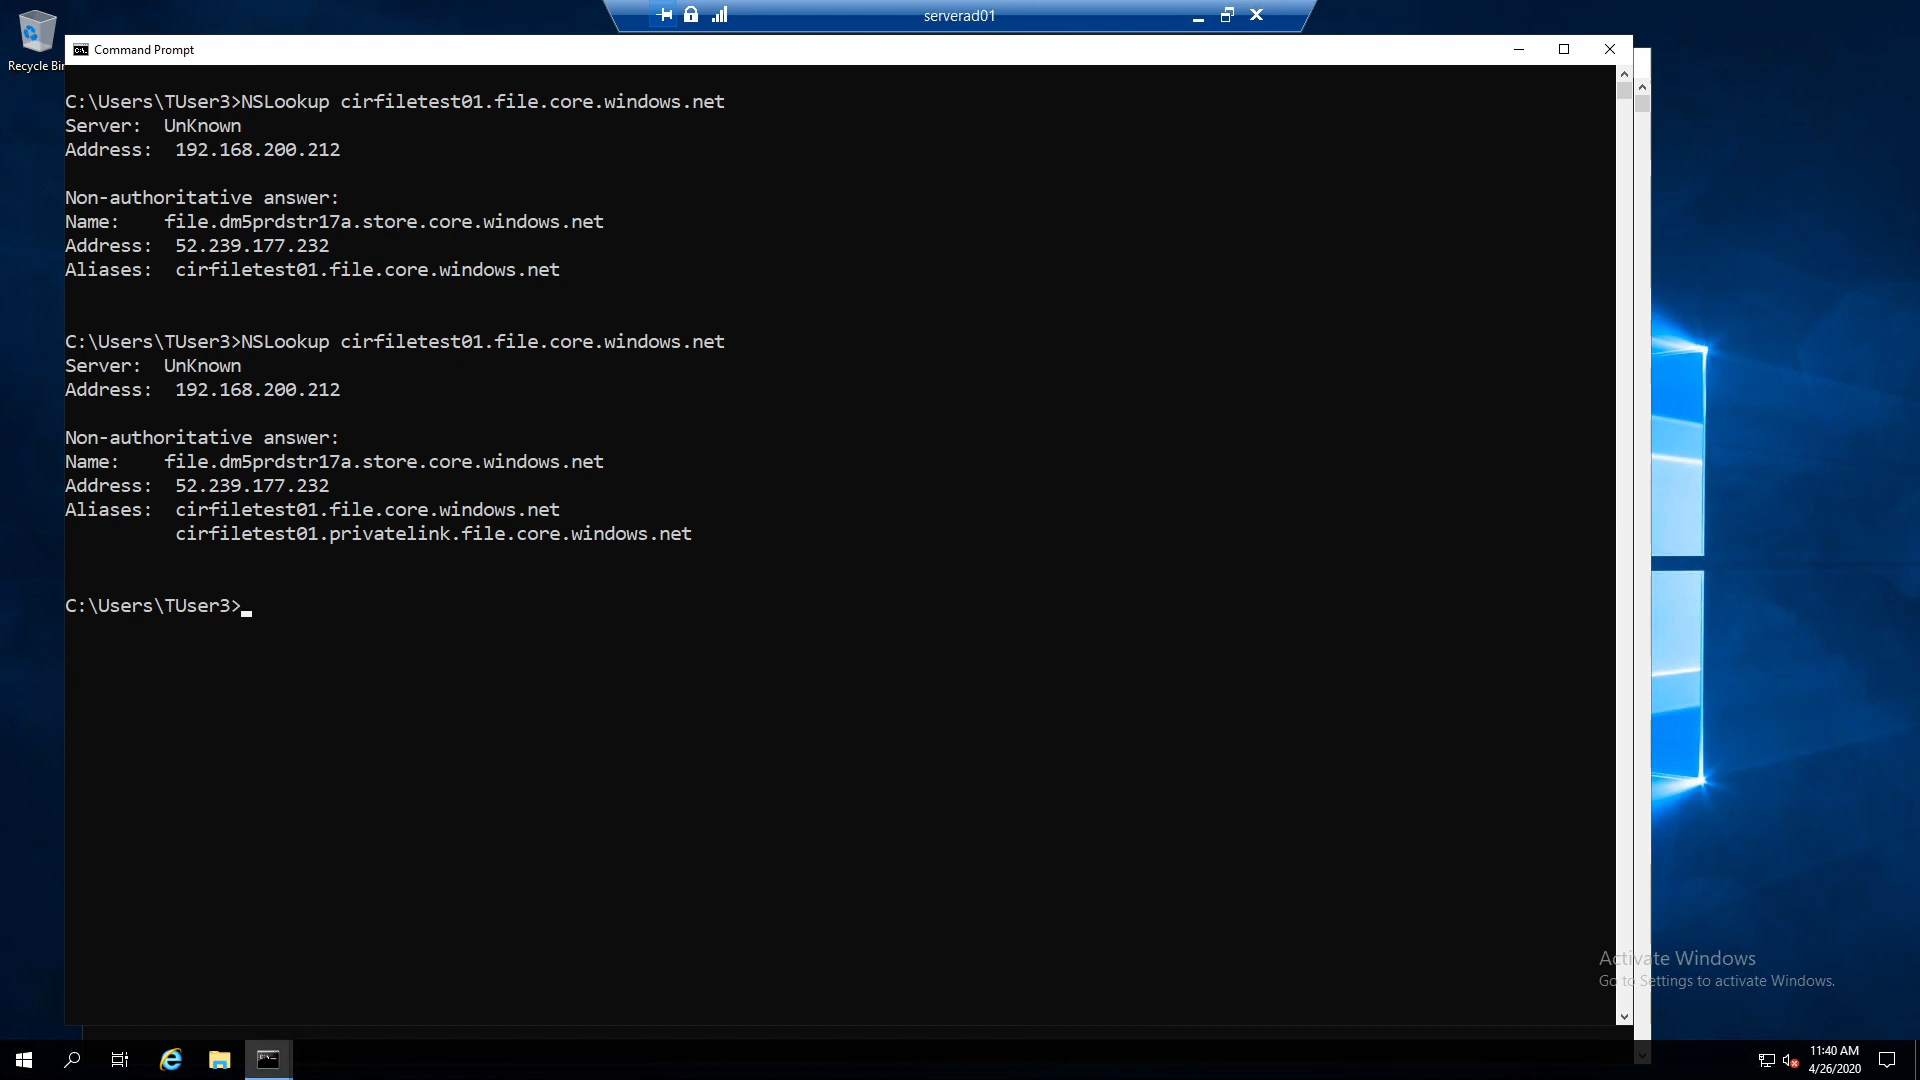 serverad01
Recycle Bin
Command Prompt
C:\Users\TUser3>NSLookup cirfiletest01.file.core.windows.net
Server:  UnKnown
Address:  192.168.200.212
Non-authoritative answer:
Name:    file.dm5prdstr17a.store.core.windows.net
Address:  52.239.177.232
Aliases:  cirfiletest01.file.core.windows.net
C:\Users\TUser3>NSLookup cirfiletest01.file.core.windows.net
Server:  UnKnown
Address:  192.168.200.212
Non-authoritative answer:
Name:    file.dm5prdstr17a.store.core.windows.net
Address:  52.239.177.232
Aliases:  cirfiletest01.file.core.windows.net
          cirfiletest01.privatelink.file.core.windows.net
C:\Users\TUser3>
Activate Windows
Go to Settings to activate Windows.
11:40 AM
4/26/2020